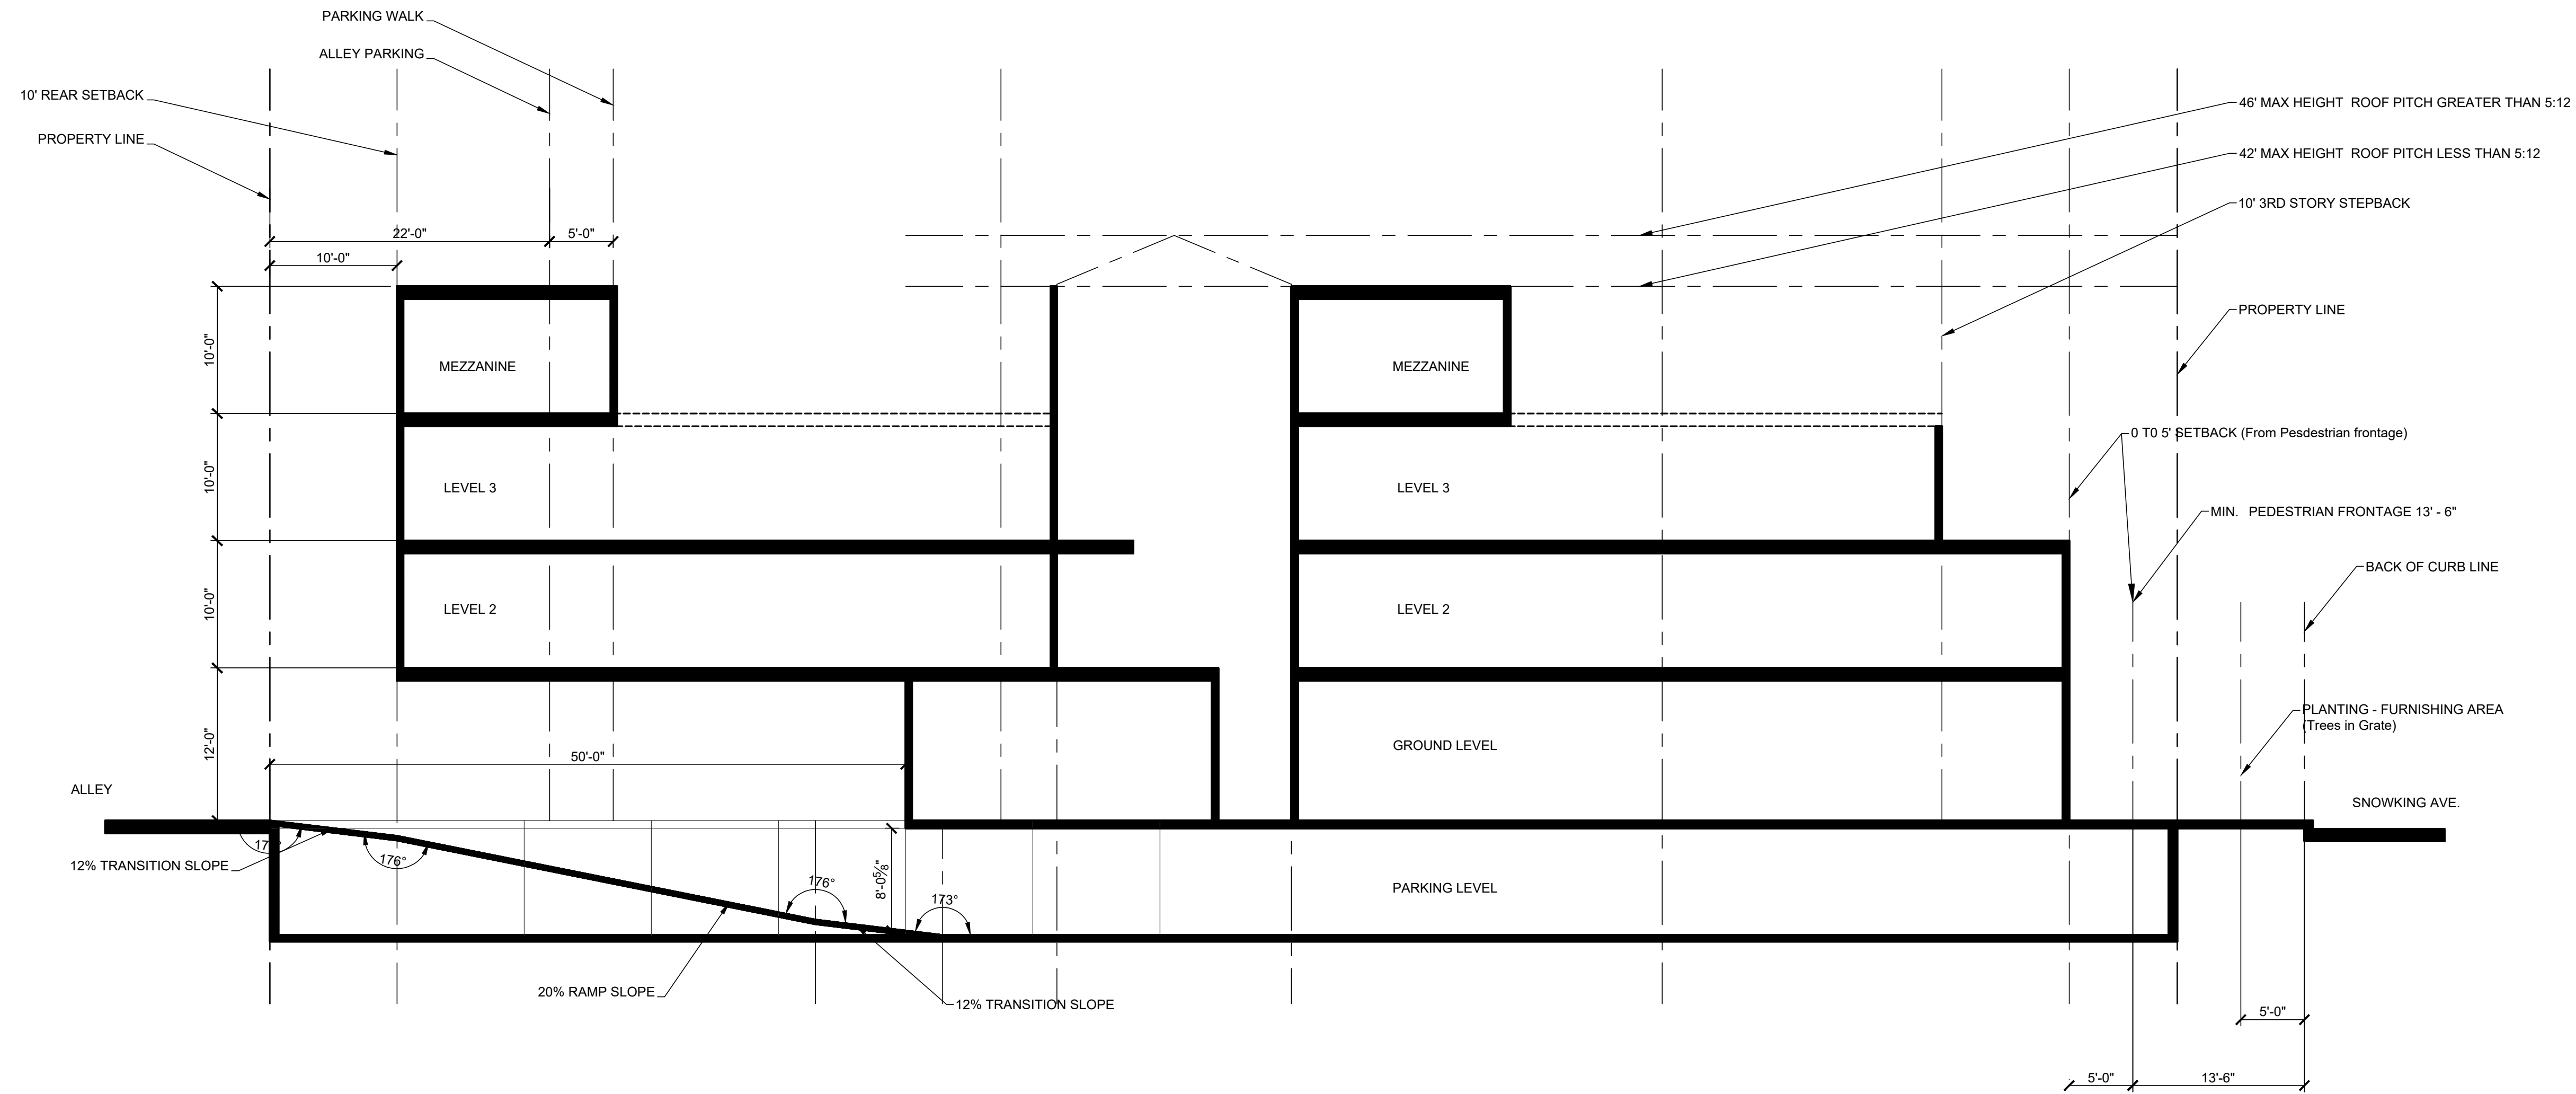 PARKING WALK
ALLEY PARKING
10' REAR SETBACK
PROPERTY LINE
46' MAX HEIGHT  ROOF PITCH GREATER THAN 5:12
42' MAX HEIGHT  ROOF PITCH LESS THAN 5:12
10' 3RD STORY STEPBACK
22'-0"
5'-0"
10'-0"
PROPERTY LINE
10'-0"
MEZZANINE
MEZZANINE
0 T0 5' SETBACK (From Pesdestrian frontage)
10'-0"
LEVEL 3
LEVEL 3
MIN.   PEDESTRIAN FRONTAGE 13' - 6"
BACK OF CURB LINE
10'-0"
LEVEL 2
LEVEL 2
PLANTING - FURNISHING AREA
(Trees in Grate)
12'-0"
50'-0"
GROUND LEVEL
ALLEY
SNOWKING AVE.
12% TRANSITION SLOPE
176°
176°
8'-0⅝"
173°
PARKING LEVEL
20% RAMP SLOPE
12% TRANSITION SLOPE
5'-0"
5'-0"
13'-6"